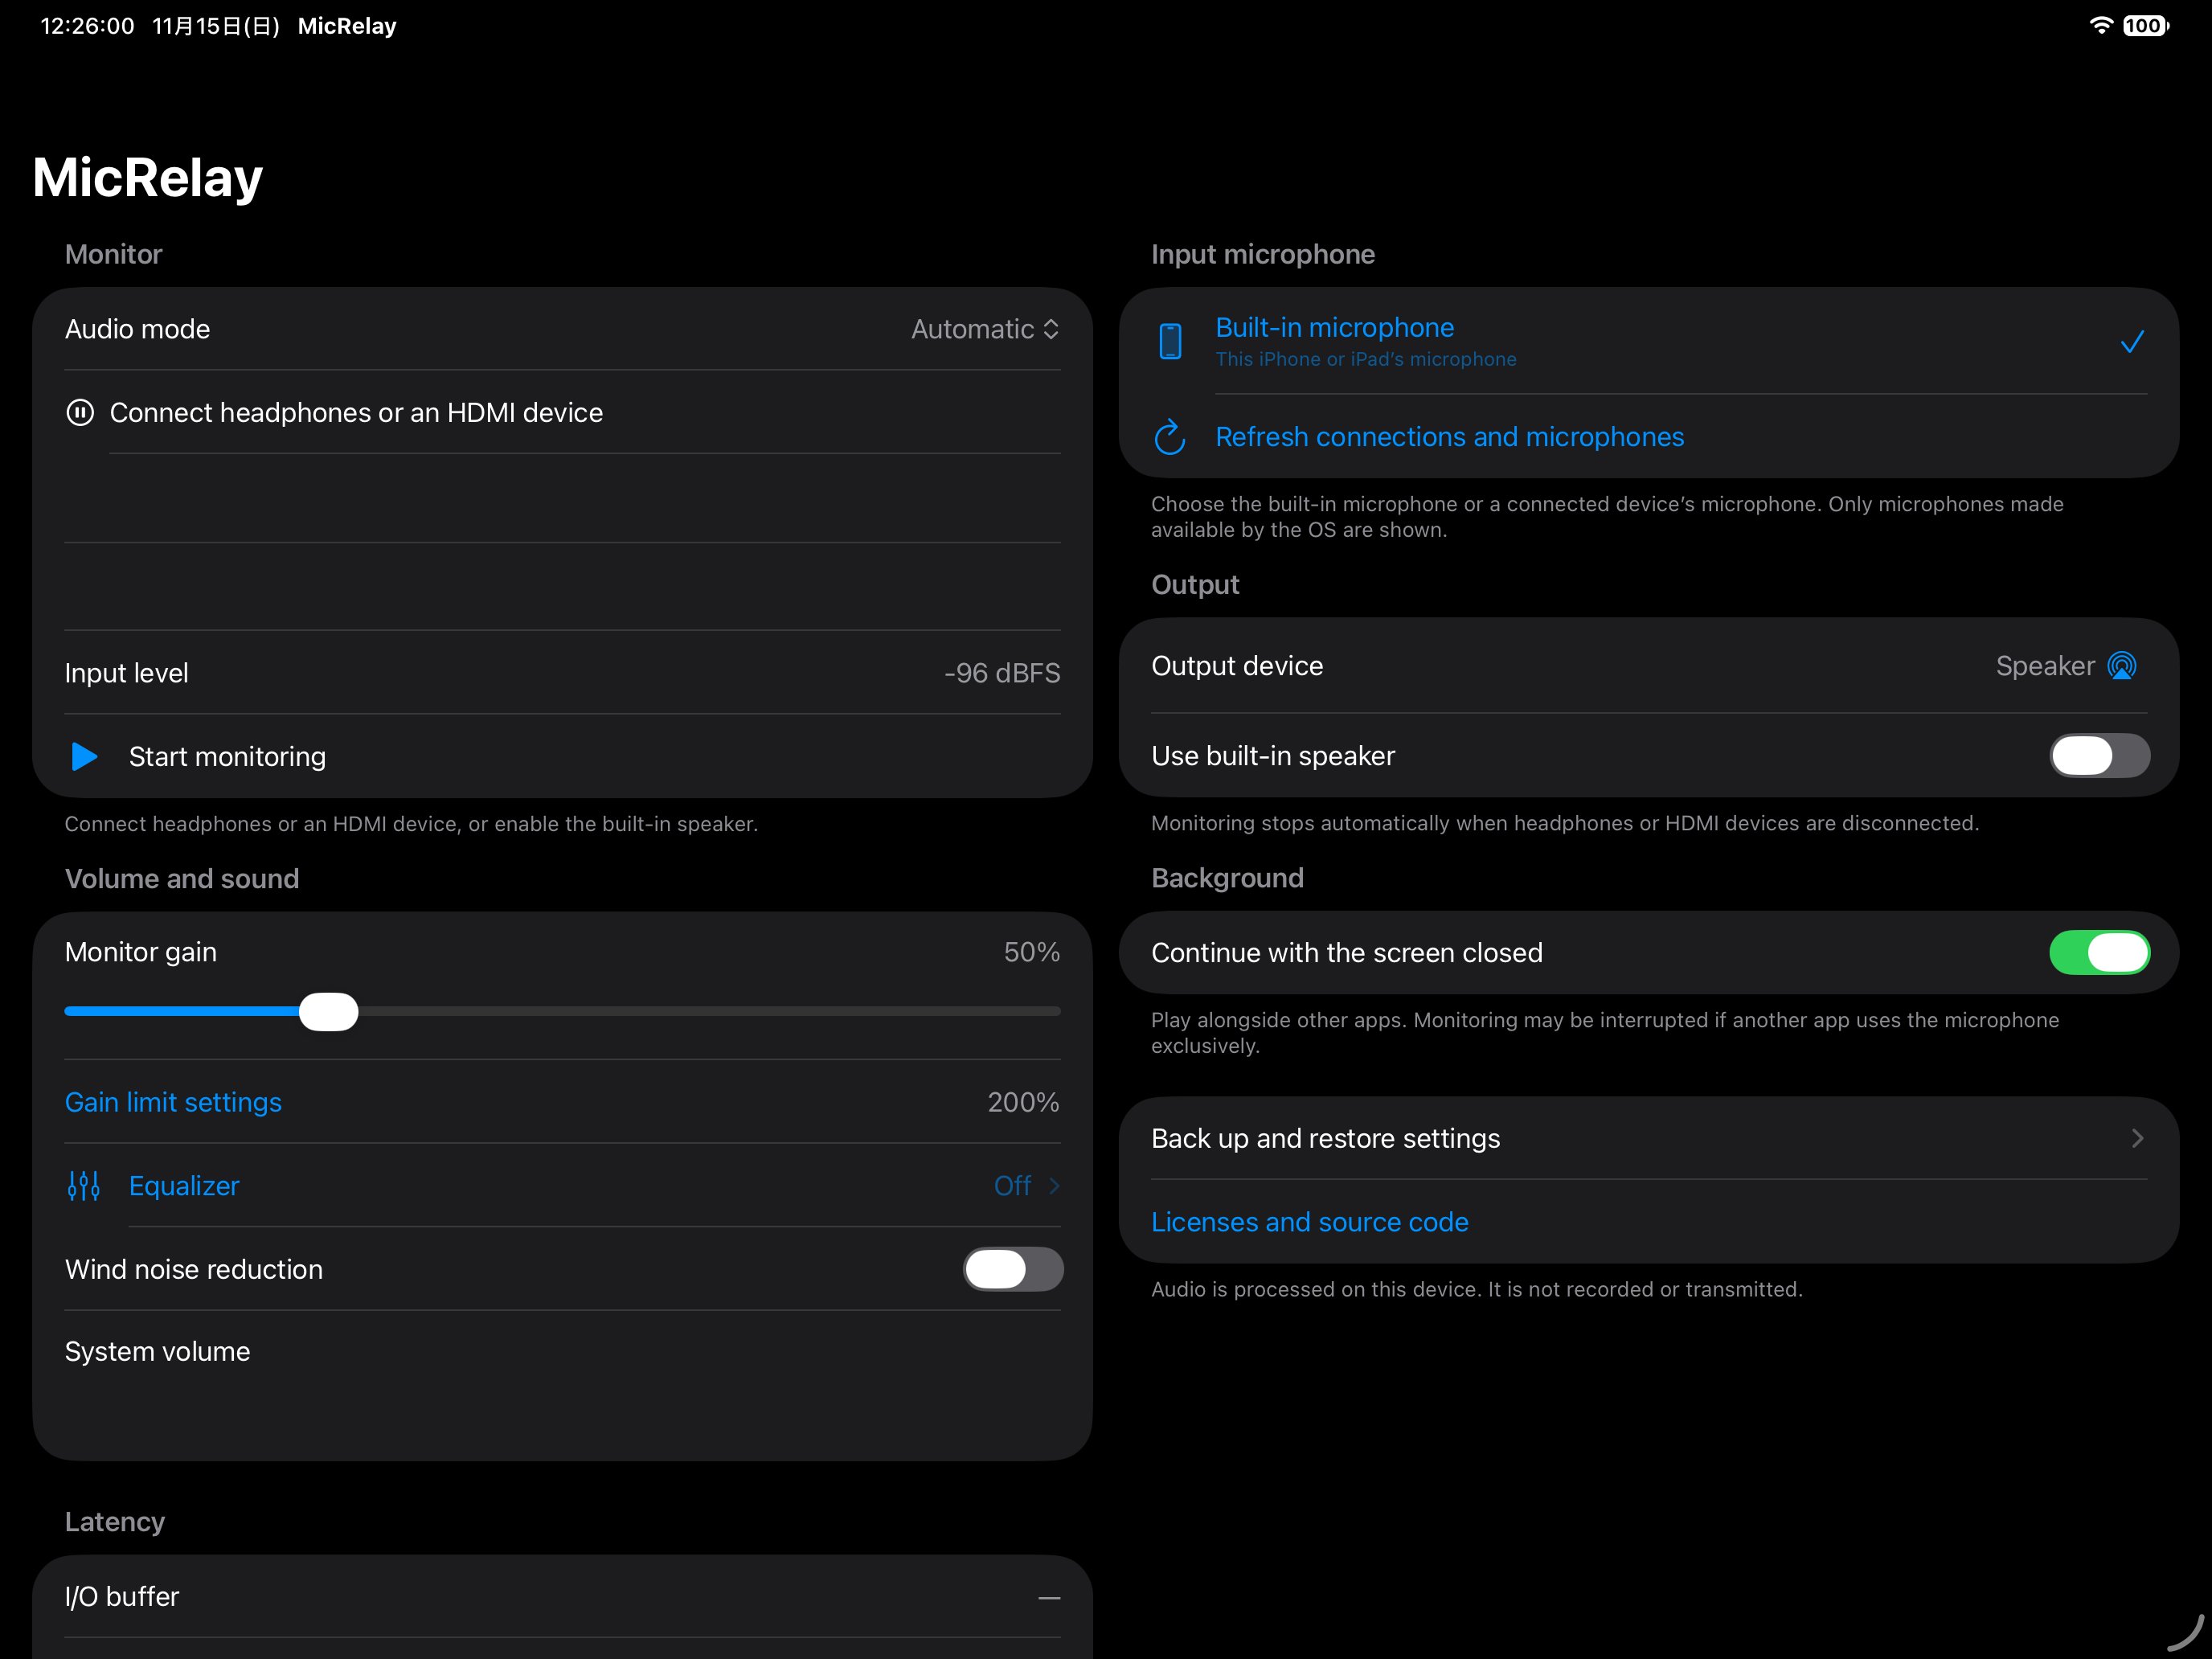 12:26:00 11月15日(日) MicRelay
100
MicRelay
Monitor
Audio mode
Automatic
Connect headphones or an HDMI device
Input level
-96 dBFS
Start monitoring
Connect headphones or an HDMI device, or enable the built-in speaker.
Volume and sound
Monitor gain
50%
Gain limit settings
200%
Equalizer
Off
Wind noise reduction
System volume
Latency
I/O buffer
—
Input microphone
Built-in microphone
This iPhone or iPad’s microphone
Refresh connections and microphones
Choose the built-in microphone or a connected device’s microphone. Only microphones made
available by the OS are shown.
Output
Output device
Speaker
Use built-in speaker
Monitoring stops automatically when headphones or HDMI devices are disconnected.
Background
Continue with the screen closed
Play alongside other apps. Monitoring may be interrupted if another app uses the microphone
exclusively.
Back up and restore settings
Licenses and source code
Audio is processed on this device. It is not recorded or transmitted.